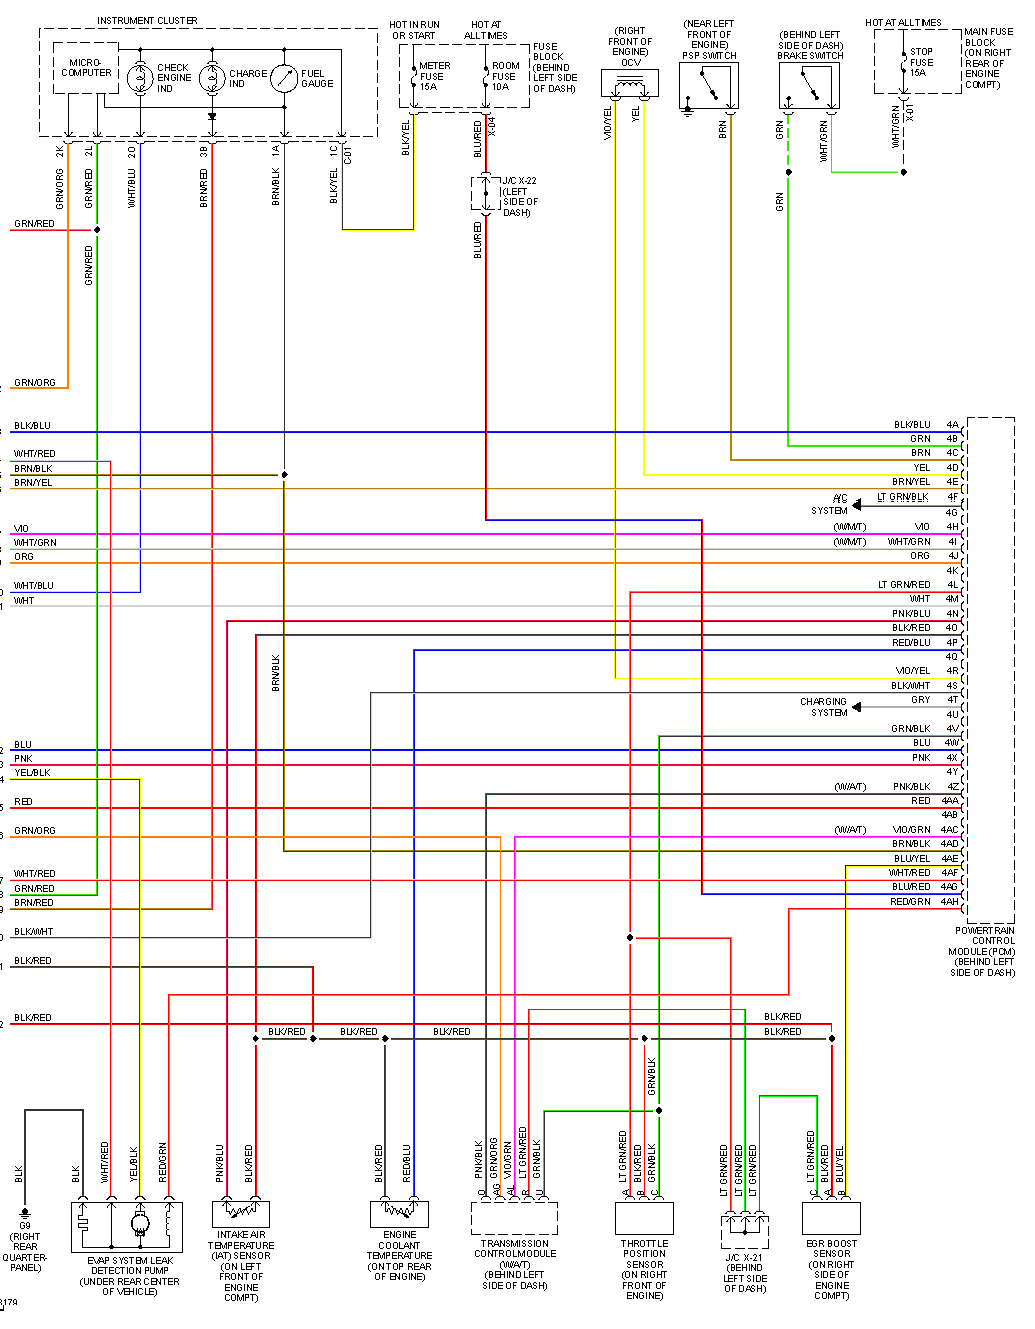 INSTRUMENT CLUSTER
MICRO-
COMPUTER
CHECK
ENGINE
IND
CHARGE
IND
FUEL
GAUGE
HOT IN RUN
OR START
HOT AT
ALL TIMES
METER
FUSE
15A
ROOM
FUSE
10A
FUSE
BLOCK
(BEHIND
LEFT SIDE
OF DASH)
(RIGHT
FRONT OF
ENGINE)
OCV
(NEAR LEFT
FRONT OF
ENGINE)
PSP SWITCH
(BEHIND LEFT
SIDE OF DASH)
BRAKE SWITCH
HOT AT ALL TIMES
STOP
FUSE
15A
MAIN FUSE
BLOCK
(ON RIGHT
REAR OF
ENGINE
COMPT)
2K
2L
2O
3B
1A
1C
C-01
X-04
X-01
GRN/ORG
GRN/RED
WHT/BLU
BRN/RED
BRN/BLK
BLK/YEL
BLK/YEL
BLU/RED
VIO/YEL
YEL
BRN
GRN
WHT/GRN
WHT/GRN
J/C X-22
(LEFT
SIDE OF
DASH)
GRN
BLU/RED
GRN/RED
GRN/RED
GRN/ORG
BLK/BLU
WHT/RED
BRN/BLK
BRN/YEL
VIO
WHT/GRN
ORG
WHT/BLU
WHT
BRN/BLK
BLU
PNK
YEL/BLK
RED
GRN/ORG
WHT/RED
GRN/RED
BRN/RED
BLK/WHT
BLK/RED
BLK/RED
BLK/BLU 4A
GRN 4B
BRN 4C
YEL 4D
BRN/YEL 4E
A/C
SYSTEM
LT GRN/BLK 4F
4G
(W/M/T) VIO 4H
(W/M/T) WHT/GRN 4I
ORG 4J
4K
LT GRN/RED 4L
WHT 4M
PNK/BLU 4N
BLK/RED 4O
RED/BLU 4P
4Q
VIO/YEL 4R
BLK/WHT 4S
CHARGING
SYSTEM
GRY 4T
4U
GRN/BLK 4V
BLU 4W
PNK 4X
4Y
(W/A/T) PNK/BLK 4Z
RED 4AA
4AB
(W/A/T) VIO/GRN 4AC
BRN/BLK 4AD
BLU/YEL 4AE
WHT/RED 4AF
BLU/RED 4AG
RED/GRN 4AH
POWERTRAIN
CONTROL
MODULE (PCM)
(BEHIND LEFT
SIDE OF DASH)
BLK/RED
BLK/RED
BLK/RED
BLK/RED
BLK/RED
GRN/BLK
BLK
BLK
WHT/RED
YEL/BLK
RED/GRN
PNK/BLU
BLK/RED
BLK/RED
RED/BLU
PNK/BLK
GRN/ORG
VIO/GRN
LT GRN/RED
GRN/BLK
LT GRN/RED
BLK/RED
GRN/BLK
LT GRN/RED
LT GRN/RED
LT GRN/RED
LT GRN/RED
BLK/RED
BLU/YEL
O
AG
AL
R
U
A
B
C
C
A
B
G9
(RIGHT
REAR
QUARTER-
PANEL)
EVAP SYSTEM LEAK
DETECTION PUMP
(UNDER REAR CENTER
OF VEHICLE)
INTAKE AIR
TEMPERATURE
(IAT) SENSOR
(ON LEFT
FRONT OF
ENGINE
COMPT)
ENGINE
COOLANT
TEMPERATURE
(ON TOP REAR
OF ENGINE)
TRANSMISSION
CONTROL MODULE
(W/A/T)
(BEHIND LEFT
SIDE OF DASH)
THROTTLE
POSITION
SENSOR
(ON RIGHT
FRONT OF
ENGINE)
J/C X-21
(BEHIND
LEFT SIDE
OF DASH)
EGR BOOST
SENSOR
(ON RIGHT
SIDE OF
ENGINE
COMPT)